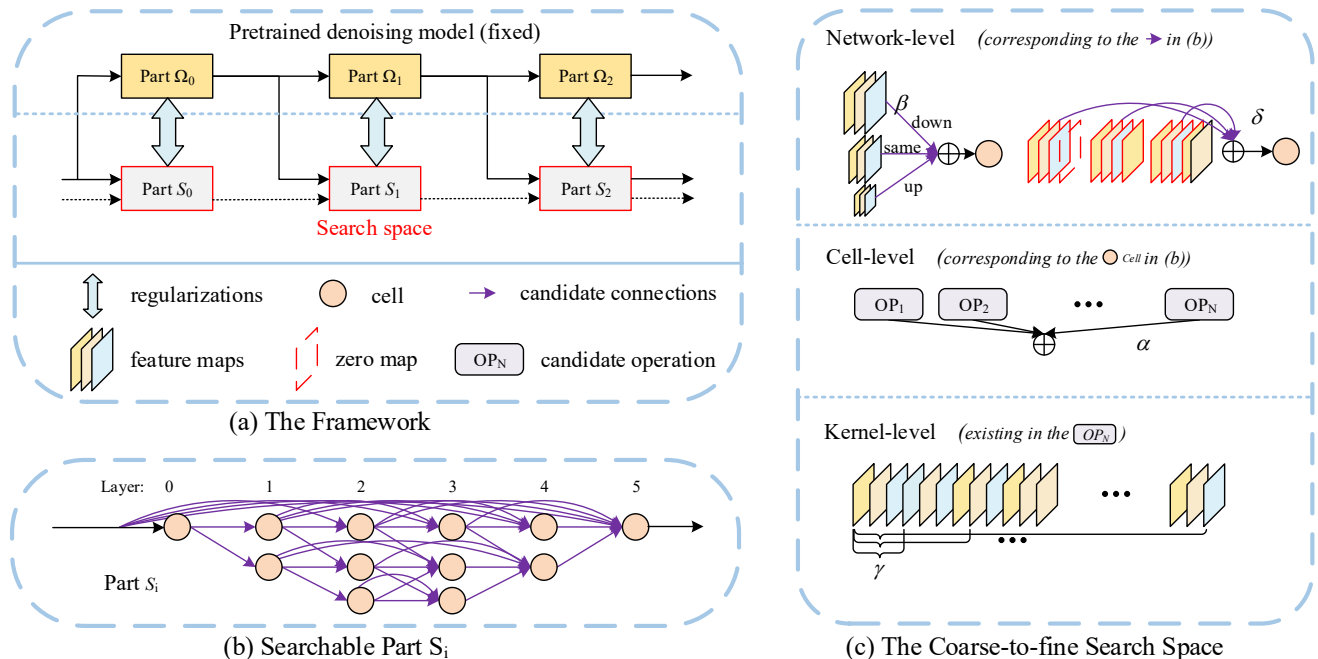 Pretrained denoising model (fixed)
Part Ω0
Part Ω1
Part Ω2
Part S0
Part S1
Part S2
Search space
regularizations
cell
candidate connections
feature maps
zero map
OPN
candidate operation
(a) The Framework
Layer: 0 1 2 3 4 5
Part Si
(b) Searchable Part Si
Network-level (corresponding to the in (b))
β
down
same
up
δ
Cell-level (corresponding to the Cell in (b))
OP1
OP2
•••
OPN
α
Kernel-level (existing in the OPN )
•••
•••
γ
(c) The Coarse-to-fine Search Space